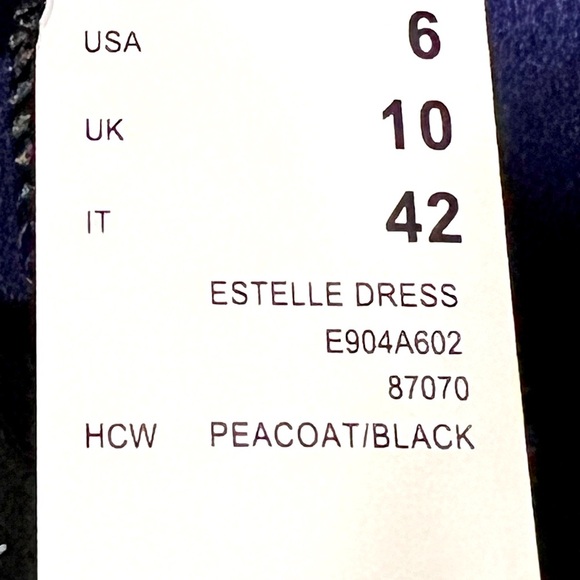 USA 6
UK 10
IT 42
ESTELLE DRESS
E904A602
87070
HCW PEACOAT/BLACK